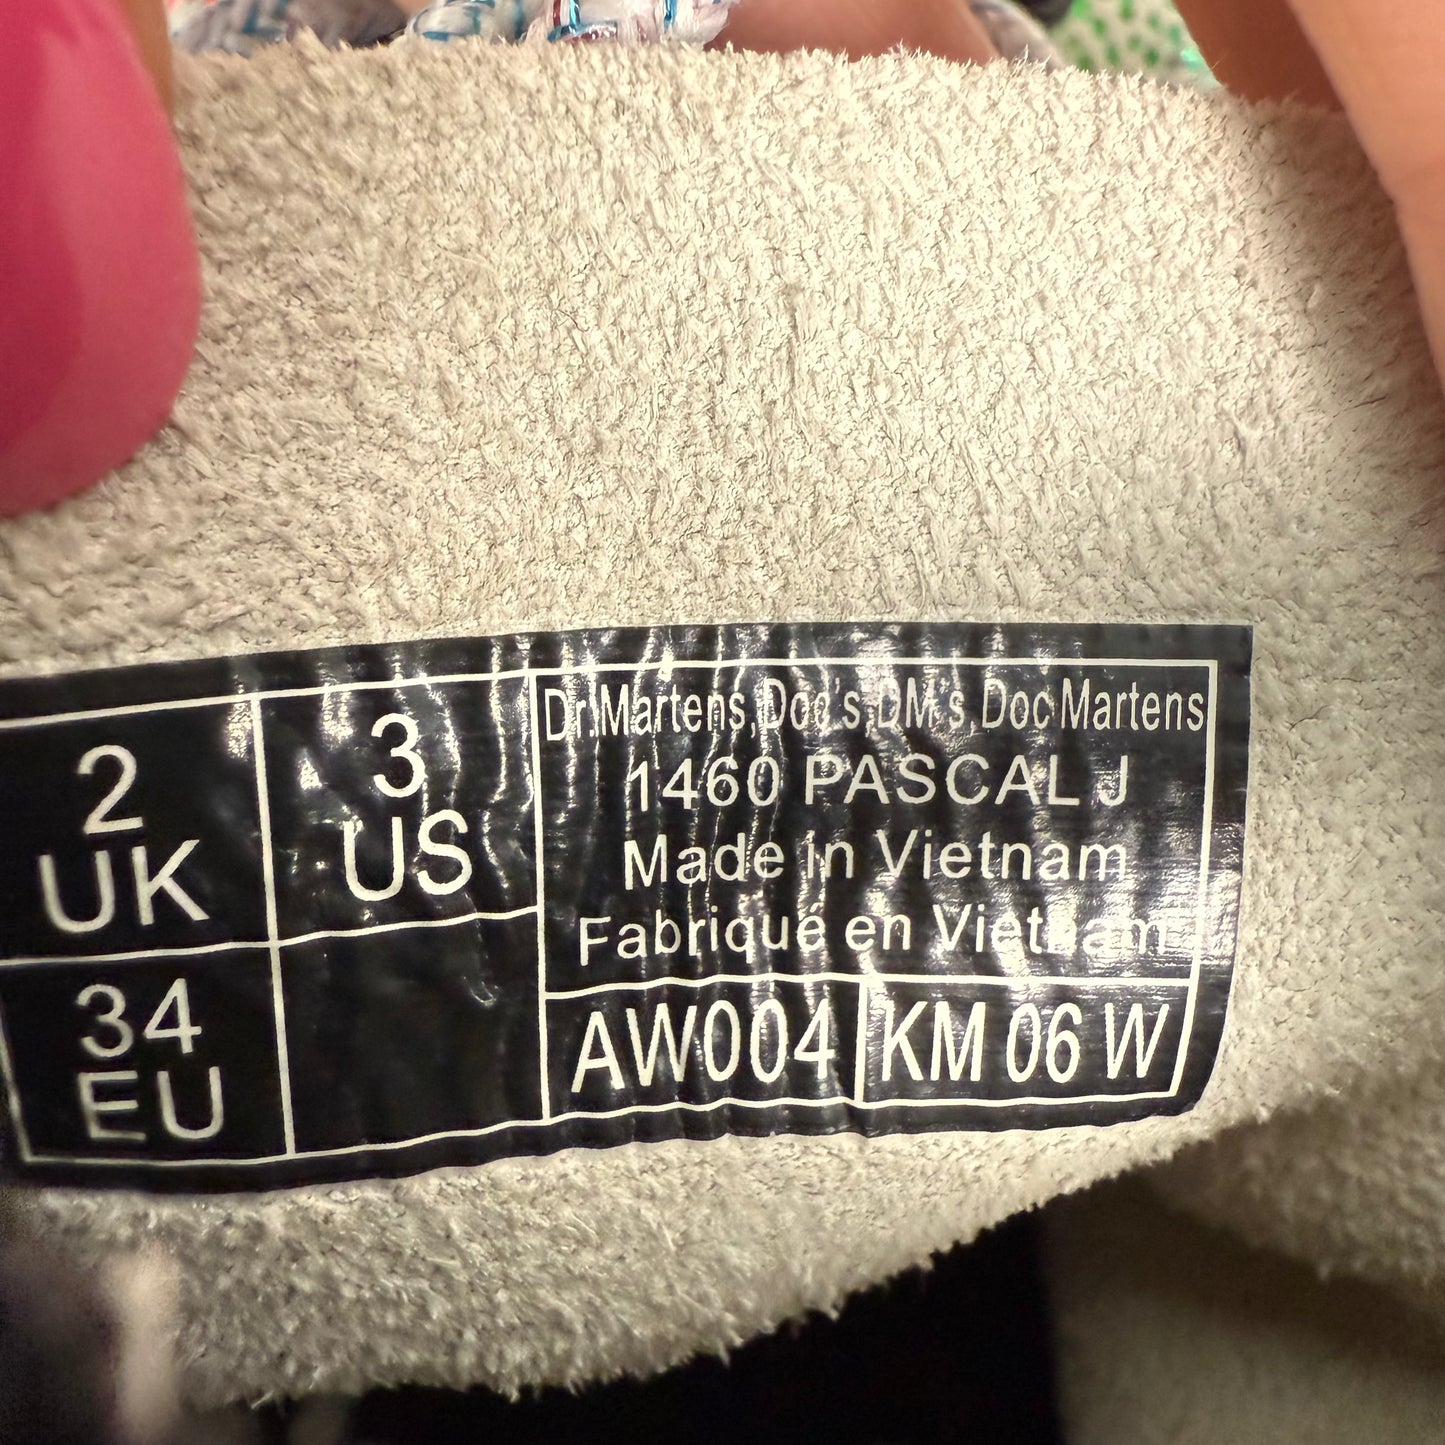 2
UK
3
US
34
EU
Dr.Martens,Doc's,DM's,Doc Martens
1460 PASCAL J
Made in Vietnam
Fabriqué en Vietnam
AW004
KM 06 W